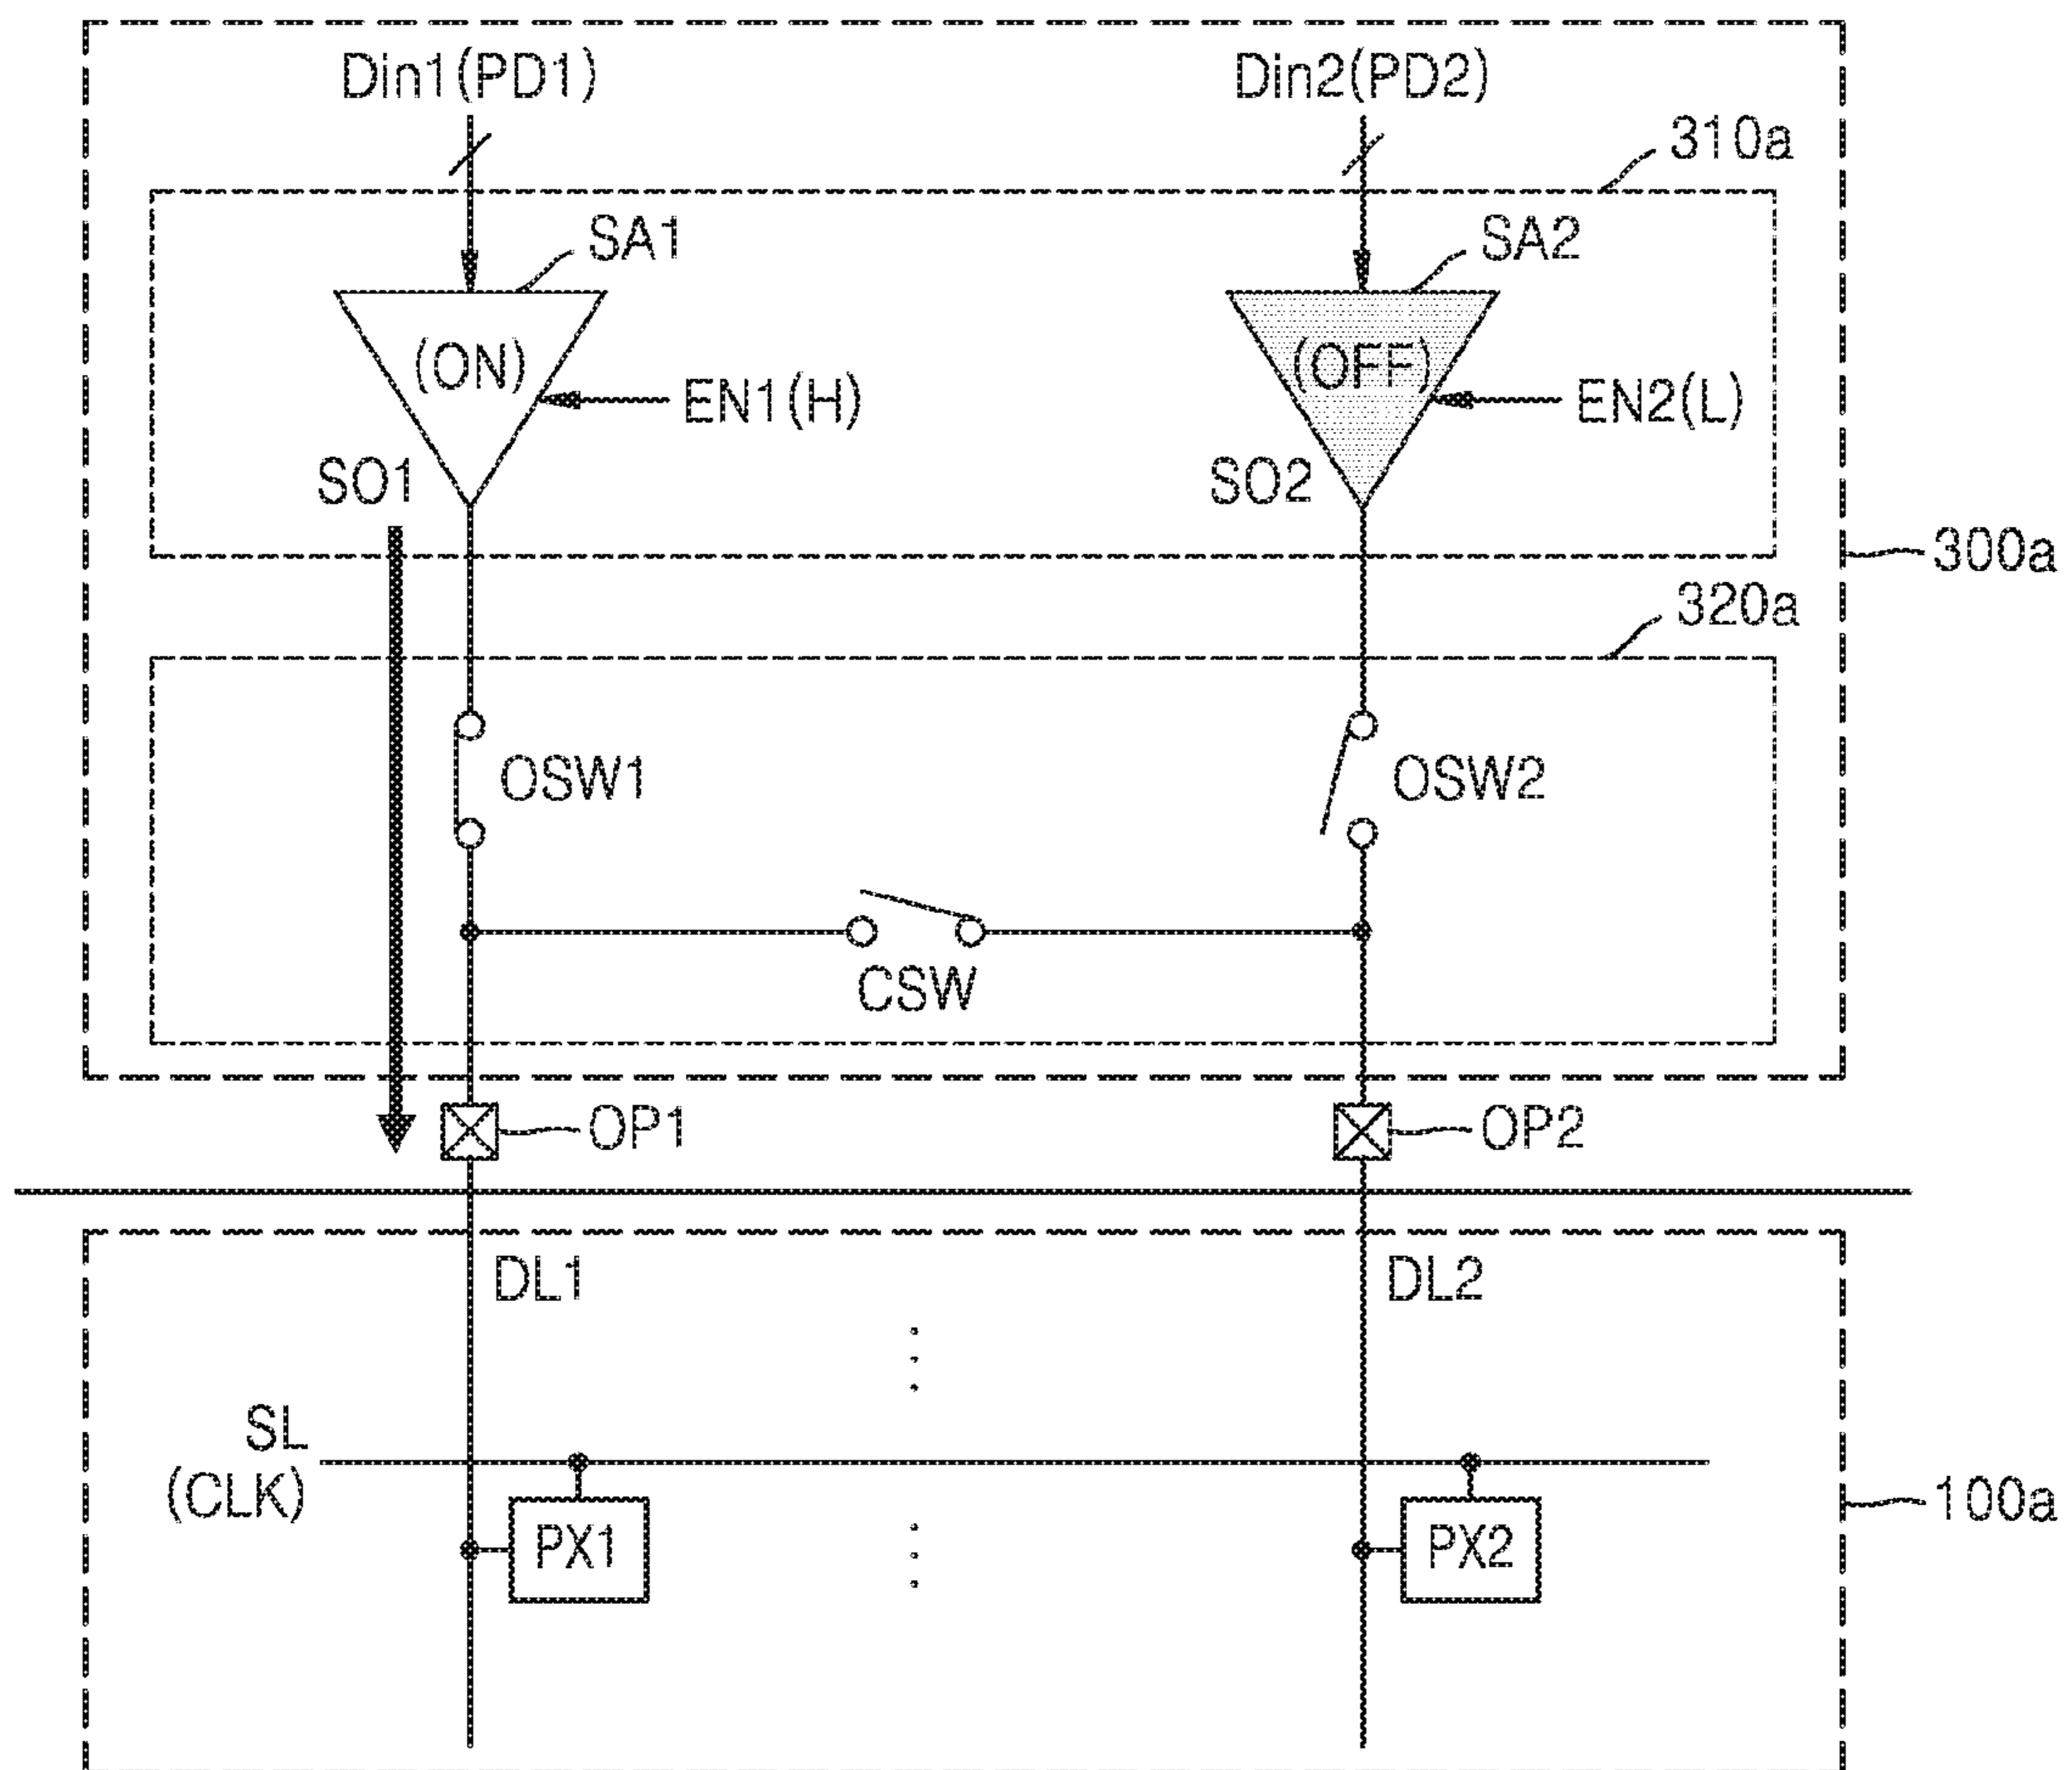 Din1(PD1)
Din2(PD2)
310a
SA1
SA2
(ON)
(OFF)
EN1(H)
EN2(L)
SO1
SO2
300a
320a
OSW1
OSW2
CSW
OP1
OP2
DL1
DL2
SL
(CLK)
PX1
PX2
100a